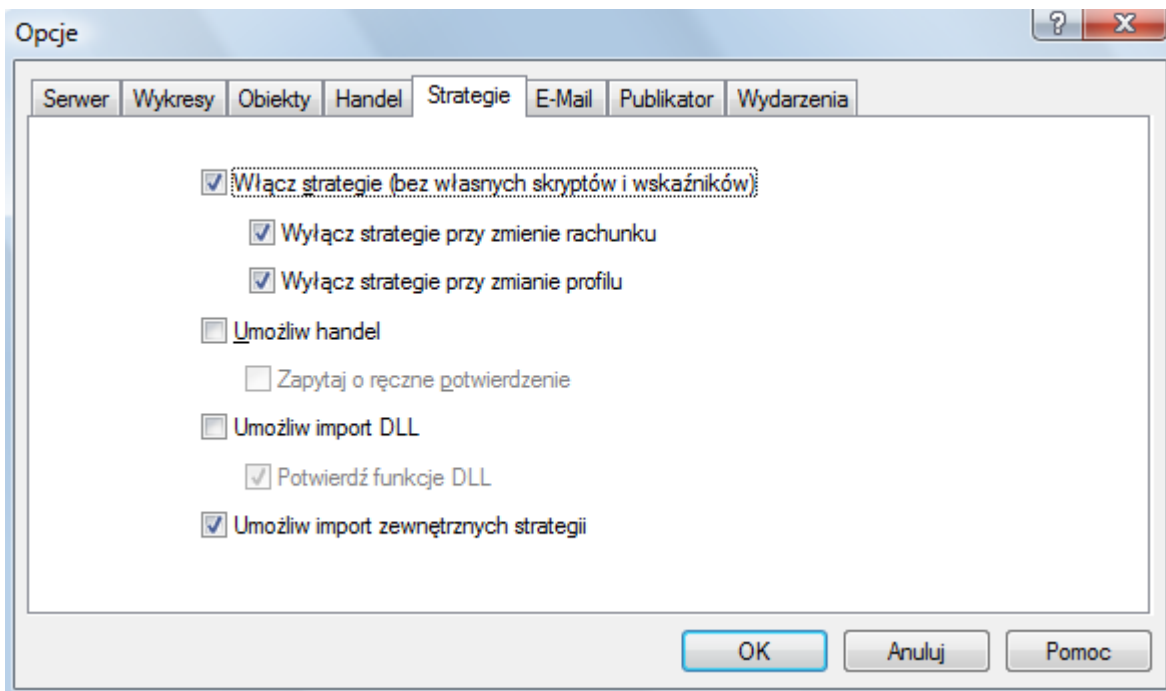 Opcje
Serwer Wykresy Obiekty Handel Strategie E-Mail Publikator Wydarzenia
Włącz strategie (bez własnych skryptów i wskaźników)
Wyłącz strategie przy zmienie rachunku
Wyłącz strategie przy zmianie profilu
Umożliw handel
Zapytaj o ręczne potwierdzenie
Umożliw import DLL
Potwierdź funkcje DLL
Umożliw import zewnętrznych strategii
OK Anuluj Pomoc